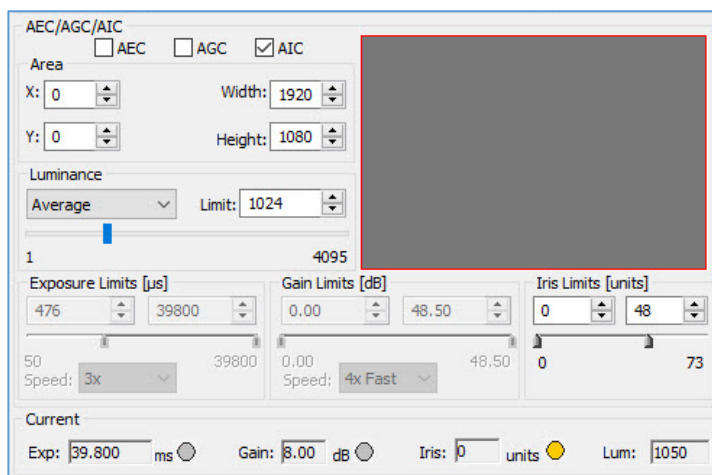 AEC/AGC/AIC
AEC AGC AIC
Area
X: 0 Width: 1920
Y: 0 Height: 1080
Luminance
Average Limit: 1024
1 4095
Exposure Limits [µs] Gain Limits [dB] Iris Limits [units]
476 39800 0.00 48.50 0 48
50 39800 0.00 48.50 0 73
Speed: 3x Speed: 4x Fast
Current
Exp: 39.800 ms Gain: 8.00 dB Iris: 0 units Lum: 1050